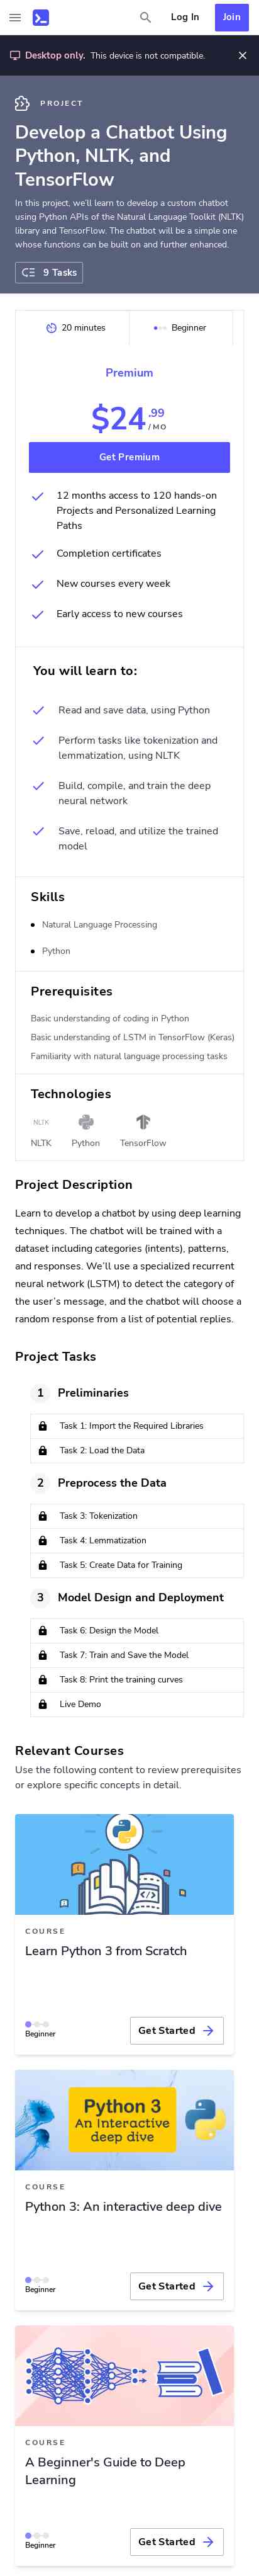 Log In
Join
Desktop only. This device is not compatible.
PROJECT
Develop a Chatbot Using
Python, NLTK, and
TensorFlow
In this project, we'll learn to develop a custom chatbot
using Python APIs of the Natural Language Toolkit (NLTK)
library and TensorFlow. The chatbot will be a simple one
whose functions can be built on and further enhanced.
9 Tasks
20 minutes
Beginner
Premium
$24.99
/ MO
Get Premium
12 months access to 120 hands-on
Projects and Personalized Learning
Paths
Completion certificates
New courses every week
Early access to new courses
You will learn to:
Read and save data, using Python
Perform tasks like tokenization and
lemmatization, using NLTK
Build, compile, and train the deep
neural network
Save, reload, and utilize the trained
model
Skills
Natural Language Processing
Python
Prerequisites
Basic understanding of coding in Python
Basic understanding of LSTM in TensorFlow (Keras)
Familiarity with natural language processing tasks
Technologies
NLTK
NLTK
Python
TensorFlow
Project Description
Learn to develop a chatbot by using deep learning
techniques. The chatbot will be trained with a
dataset including categories (intents), patterns,
and responses. We'll use a specialized recurrent
neural network (LSTM) to detect the category of
the user's message, and the chatbot will choose a
random response from a list of potential replies.
Project Tasks
1 Preliminaries
Task 1: Import the Required Libraries
Task 2: Load the Data
2 Preprocess the Data
Task 3: Tokenization
Task 4: Lemmatization
Task 5: Create Data for Training
3 Model Design and Deployment
Task 6: Design the Model
Task 7: Train and Save the Model
Task 8: Print the training curves
Live Demo
Relevant Courses
Use the following content to review prerequisites
or explore specific concepts in detail.
COURSE
Learn Python 3 from Scratch
Beginner
Get Started
Python 3
An Interactive
deep dive
COURSE
Python 3: An interactive deep dive
Beginner
Get Started
COURSE
A Beginner's Guide to Deep
Learning
Beginner
Get Started